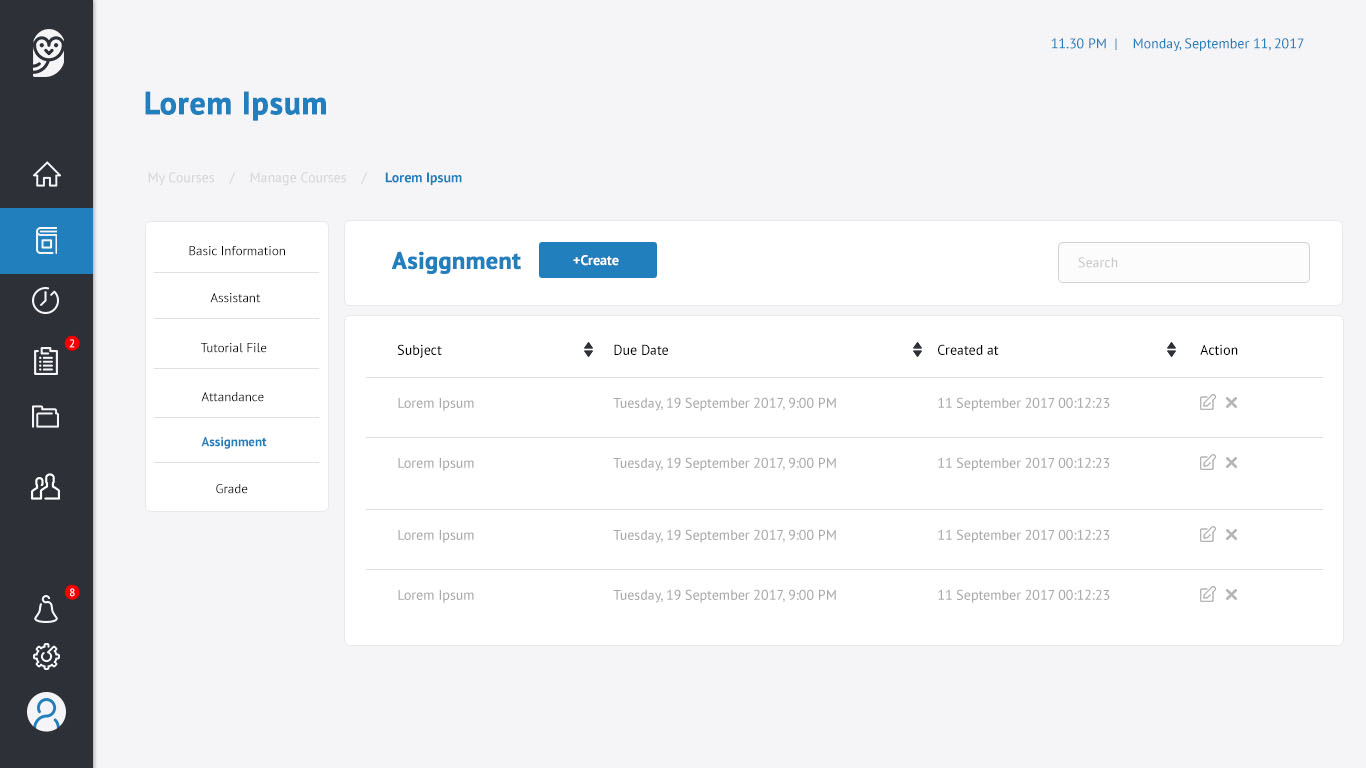 11.30 PM | Monday, September 11, 2017
Lorem Ipsum
My Courses / Manage Courses / Lorem Ipsum
Basic Information
Assistant
Tutorial File
Attandance
Assignment
Grade
Asiggnment +Create Search
Subject Due Date Created at Action
Lorem Ipsum Tuesday, 19 September 2017, 9:00 PM 11 September 2017 00:12:23
Lorem Ipsum Tuesday, 19 September 2017, 9:00 PM 11 September 2017 00:12:23
Lorem Ipsum Tuesday, 19 September 2017, 9:00 PM 11 September 2017 00:12:23
Lorem Ipsum Tuesday, 19 September 2017, 9:00 PM 11 September 2017 00:12:23
2
8